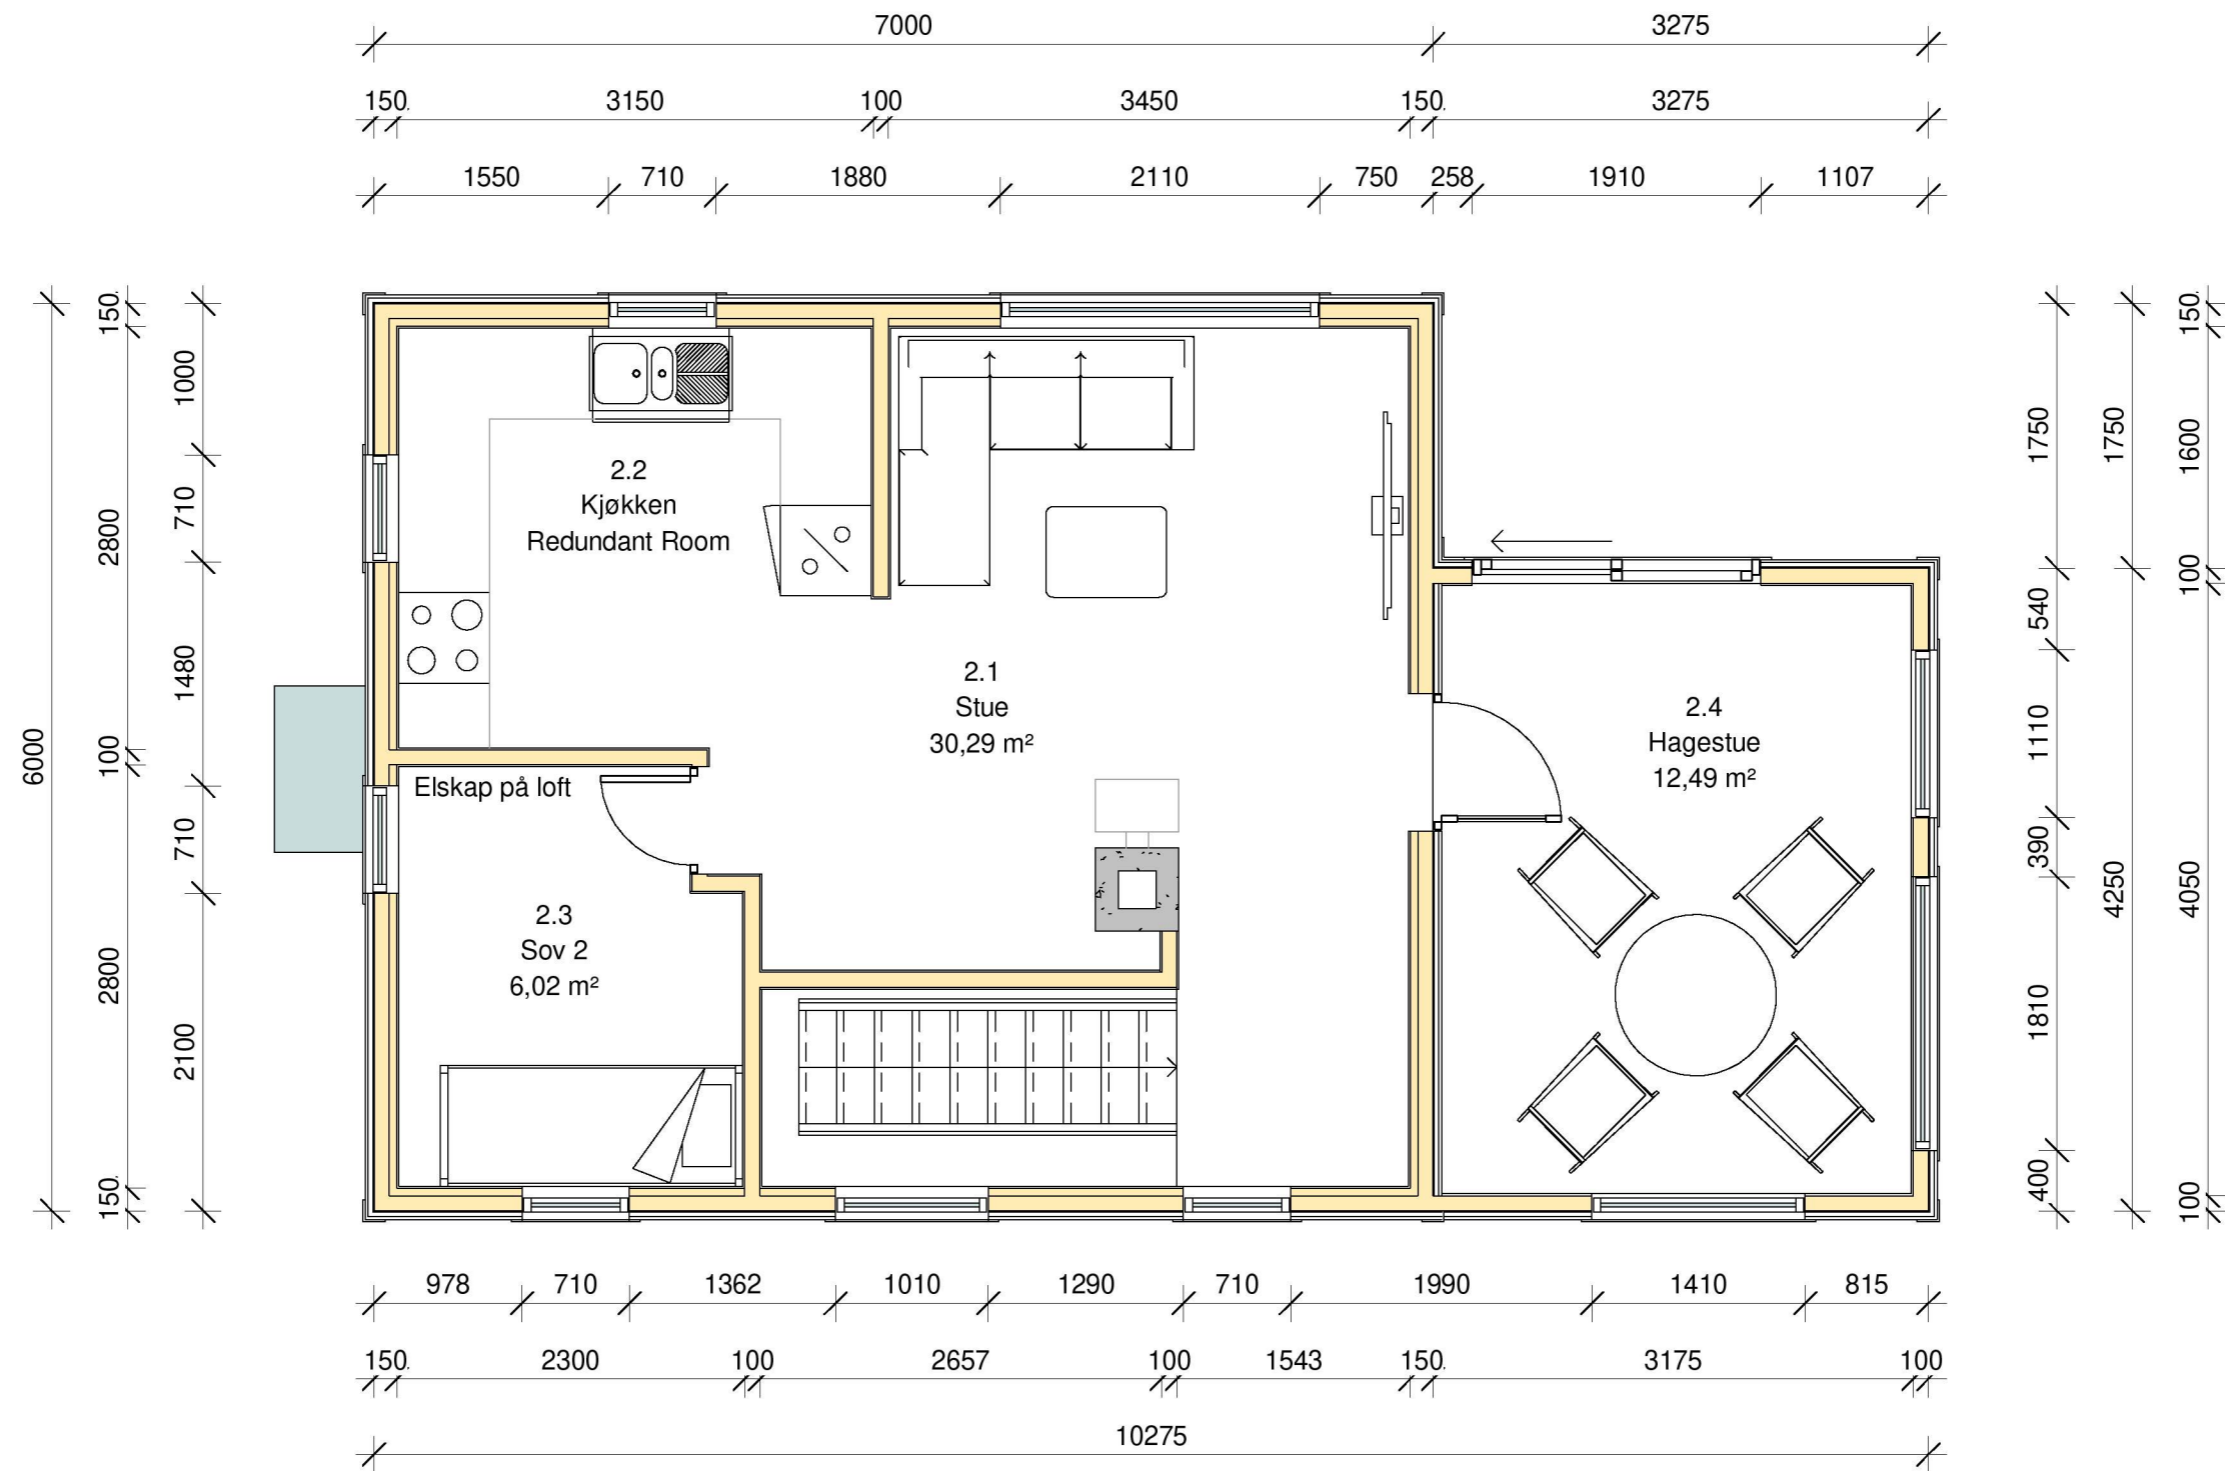 7000 3275
150. 3150 100 3450 150. 3275
1550 710 1880 2110 750 258 1910 1107
6000
150. 2800 100 2800 150.
1000 710 1480 710 2100
2.2
Kjøkken
Redundant Room
2.1
Stue
30,29 m²
2.4
Hagestue
12,49 m²
Elskap på loft
2.3
Sov 2
6,02 m²
1750 540 1110 390 1810 400
1750 4250
150. 1600 100 4050 100
978 710 1362 1010 1290 710 1990 1410 815
150. 2300 100 2657 100 1543 150. 3175 100
10275